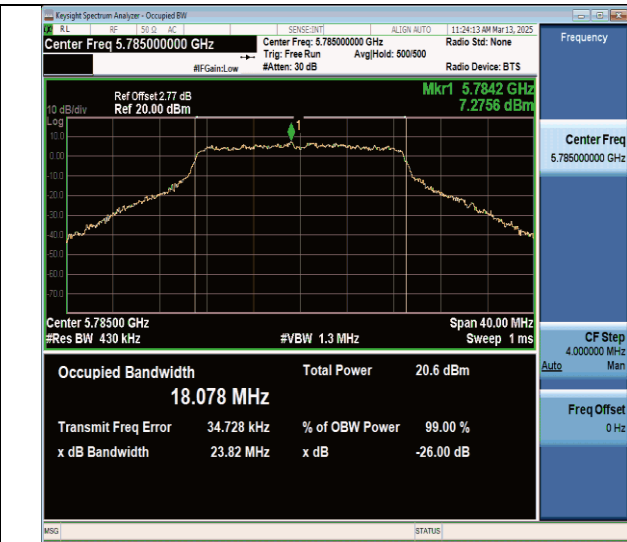 Keysight Spectrum Analyzer - Occupied BW
RL RF 50 Ω AC SENSE:INT ALIGN AUTO 11:24:13 AM Mar 13, 2025
Center Freq 5.785000000 GHz
Center Freq: 5.785000000 GHz
Radio Std: None
Trig: Free Run Avg|Hold: 500/500
#IFGain:Low
#Atten: 30 dB
Radio Device: BTS
Frequency
Mkr1 5.7842 GHz
7.2756 dBm
Ref Offset 2.77 dB
10 dB/div Ref 20.00 dBm
Log
10.0
0.00
-10.0
-20.0
-30.0
-40.0
-50.0
-60.0
-70.0
1
Center 5.78500 GHz Span 40.00 MHz
#Res BW 430 kHz #VBW 1.3 MHz Sweep 1 ms
Occupied Bandwidth Total Power 20.6 dBm
18.078 MHz
Transmit Freq Error 34.728 kHz % of OBW Power 99.00 %
x dB Bandwidth 23.82 MHz x dB -26.00 dB
Center Freq
5.785000000 GHz
CF Step
4.000000 MHz
Auto Man
Freq Offset
0 Hz
MSG STATUS